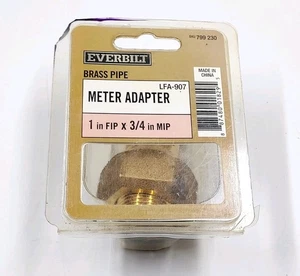 799 230
EVERBILT
BRASS PIPE
LFA-907
MADE IN
CHINA
METER ADAPTER
1 in FIP x 3/4 in MIP